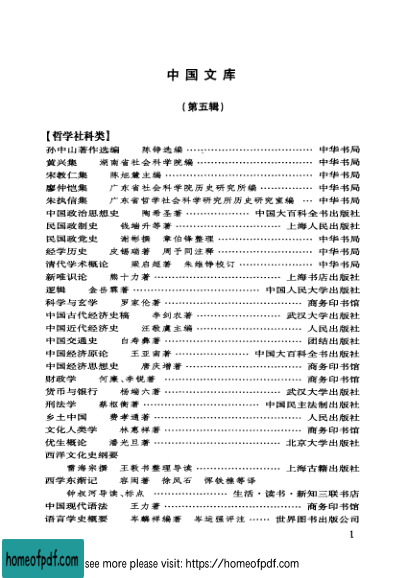 中国文库
（第五辑）
【哲学社科类】
孙中山著作选编 陈铮选编 ……………… 中华书局
黄兴集 湖南省社会科学院编 ……………… 中华书局
宋教仁集 陈旭麓主编 ……………… 中华书局
廖仲恺集 广东省社会科学院历史研究所编 ……………… 中华书局
朱执信集 广东省哲学社会科学研究所历史研究室编 … 中华书局
中国政治思想史 陶希圣著 ……………… 中国大百科全书出版社
民国政制史 钱端升等著 ……………… 上海人民出版社
民国政党史 谢彬撰 章伯锋整理 ……………… 中华书局
经学历史 皮锡瑞著 周予同注释 ……………… 中华书局
清代学术概论 梁启超著 朱维铮校订 ……………… 中华书局
新唯识论 熊十力著 ……………… 上海书店出版社
逻辑 金岳霖著 ……………… 中国人民大学出版社
科学与玄学 罗家伦著 ……………… 商务印书馆
中国古代经济史稿 李剑农著 ……………… 武汉大学出版社
中国近代经济史 汪敬虞主编 ……………… 人民出版社
中国交通史 白寿彝著 ……………… 团结出版社
中国经济原论 王亚南著 ……………… 中国大百科全书出版社
中国经济思想史 唐庆增著 ……………… 商务印书馆
财政学 何廉、李锐著 ……………… 商务印书馆
货币与银行 杨端六著 ……………… 武汉大学出版社
刑法学 蔡枢衡著 ……………… 中国民主法制出版社
乡土中国 费孝通著 ……………… 人民出版社
文化人类学 林惠祥著 ……………… 商务印书馆
优生概论 潘光旦著 ……………… 北京大学出版社
西洋文化史纲要
雷海宗撰 王敦书整理导读 ……………… 上海古籍出版社
西学东渐记 容闳著 徐凤石 恽铁樵等译
钟叔河导读、标点 ……………… 生活·读书·新知三联书店
中国现代语法 王力著 ……………… 商务印书馆
语言学史概要 岑麒祥编著 岑运强评注 …… 世界图书出版公司
1
homeofpdf.com
see more please visit: https://homeofpdf.com